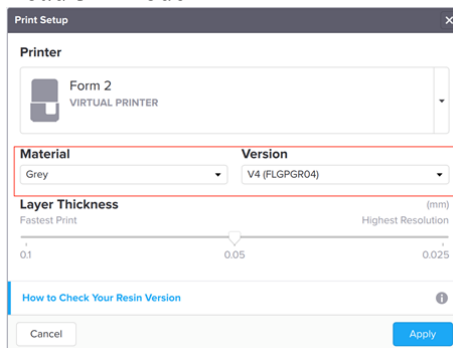 Print Setup
Printer
Form 2
VIRTUAL PRINTER
Material Version
Grey V4 (FLGPGR04)
Layer Thickness (mm)
Fastest Print Highest Resolution
0.1 0.05 0.025
How to Check Your Resin Version
Cancel Apply